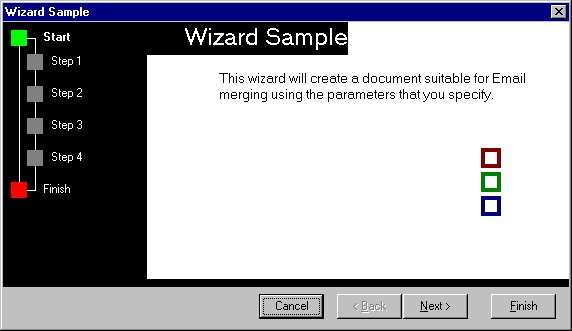 Wizard Sample
Wizard Sample
Start
Step 1
Step 2
Step 3
Step 4
Finish
This wizard will create a document suitable for Email
merging using the parameters that you specify.
Cancel
< Back
Next >
Finish